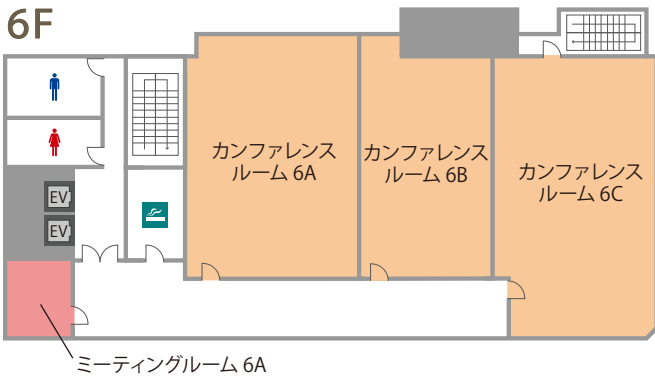 6F
カンファレンス
ルーム 6A
カンファレンス
ルーム 6B
カンファレンス
ルーム 6C
EV
EV
ミーティングルーム 6A